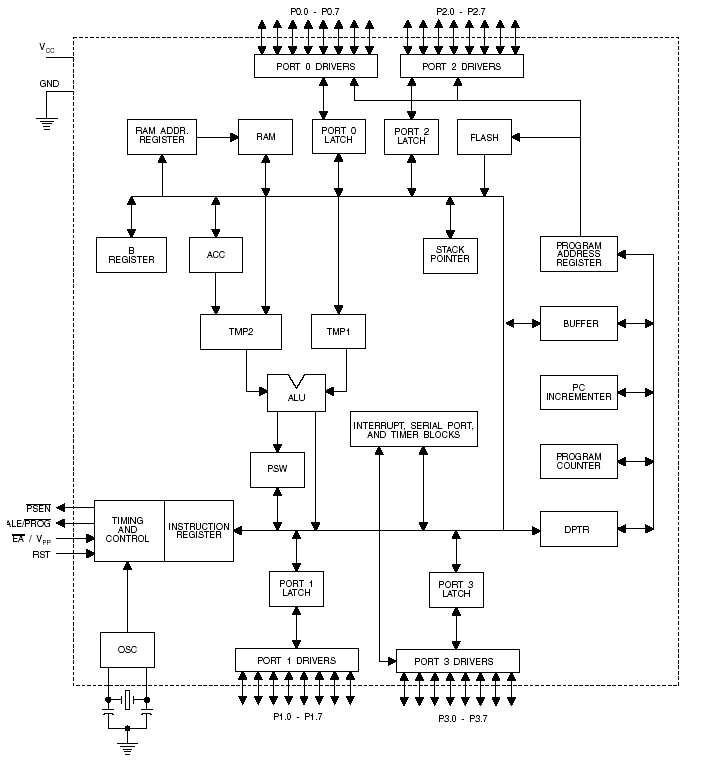 P0.0 - P0.7
P2.0 - P2.7
VCC
PORT 0 DRIVERS
PORT 2 DRIVERS
GND
RAM ADDR.
REGISTER
RAM
PORT 0
LATCH
PORT 2
LATCH
FLASH
B
REGISTER
ACC
STACK
POINTER
PROGRAM
ADDRESS
REGISTER
TMP2
TMP1
BUFFER
ALU
PC
INCREMENTER
INTERRUPT, SERIAL PORT,
AND TIMER BLOCKS
PSW
PROGRAM
COUNTER
PSEN
ALE/PROG
EA / VPP
RST
TIMING
AND
CONTROL
INSTRUCTION
REGISTER
DPTR
PORT 1
LATCH
PORT 3
LATCH
OSC
PORT 1 DRIVERS
PORT 3 DRIVERS
P1.0 - P1.7
P3.0 - P3.7